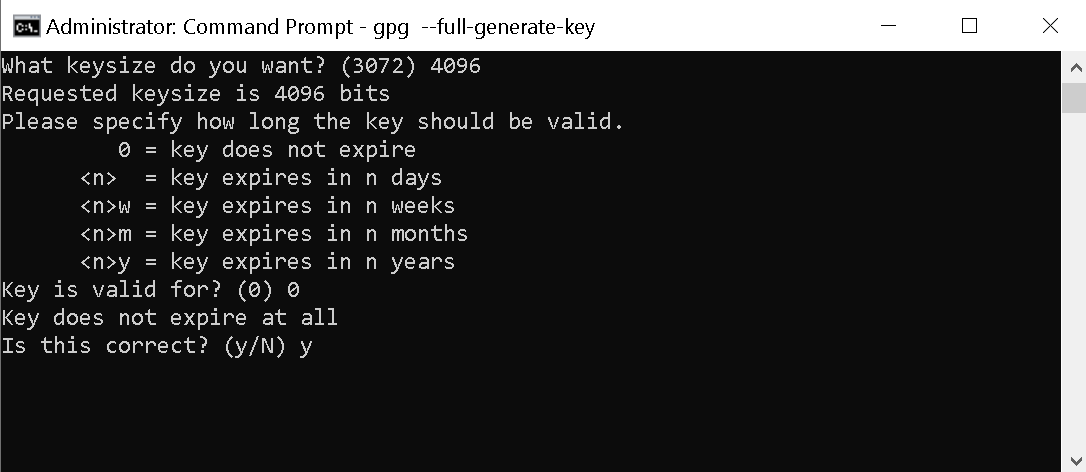 Administrator: Command Prompt - gpg  --full-generate-key
What keysize do you want? (3072) 4096
Requested keysize is 4096 bits
Please specify how long the key should be valid.
         0 = key does not expire
      <n>  = key expires in n days
      <n>w = key expires in n weeks
      <n>m = key expires in n months
      <n>y = key expires in n years
Key is valid for? (0) 0
Key does not expire at all
Is this correct? (y/N) y